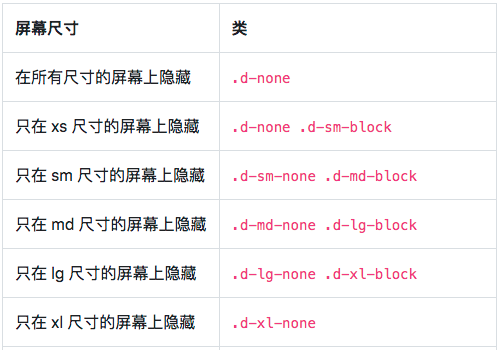 屏幕尺寸 类
在所有尺寸的屏幕上隐藏 .d-none
只在 xs 尺寸的屏幕上隐藏 .d-none .d-sm-block
只在 sm 尺寸的屏幕上隐藏 .d-sm-none .d-md-block
只在 md 尺寸的屏幕上隐藏 .d-md-none .d-lg-block
只在 lg 尺寸的屏幕上隐藏 .d-lg-none .d-xl-block
只在 xl 尺寸的屏幕上隐藏 .d-xl-none